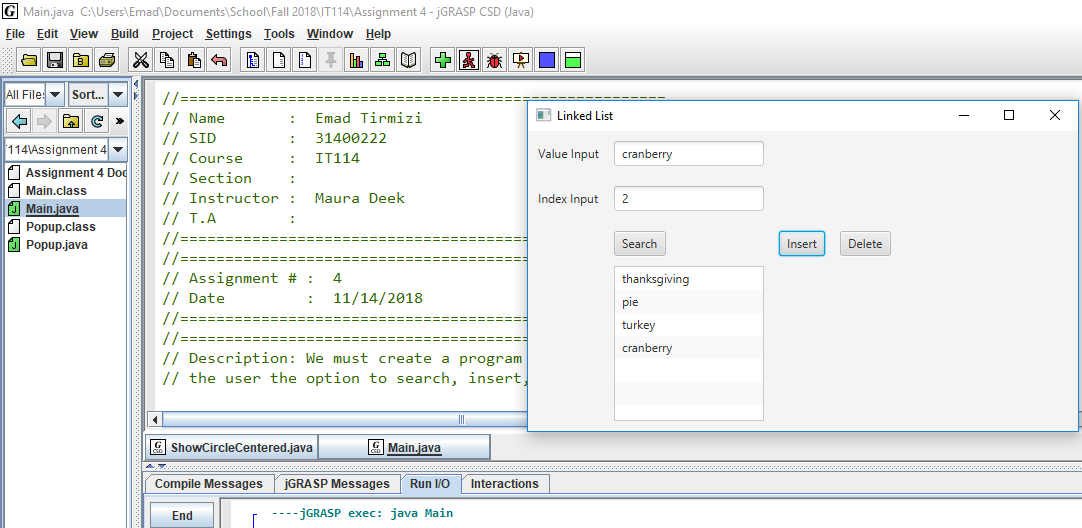 Main.java C:\Users\Emad\Documents\School\Fall 2018\IT114\Assignment 4 - jGRASP CSD (Java)
File Edit View Build Project Settings Tools Window Help
All File: Sort...
'114\Assignment 4
Assignment 4 Doc
Main.class
Main.java
Popup.class
Popup.java
//======================================================
// Name : Emad Tirmizi
// SID : 31400222
// Course : IT114
// Section :
// Instructor : Maura Deek
// T.A :
//=======================================
//=======================================
// Assignment # : 4
// Date : 11/14/2018
//=======================================
//=======================================
// Description: We must create a program
// the user the option to search, insert,
Linked List
Value Input cranberry
Index Input 2
Search Insert Delete
thanksgiving
pie
turkey
cranberry
ShowCircleCentered.java Main.java
Compile Messages jGRASP Messages Run I/O Interactions
End
----jGRASP exec: java Main